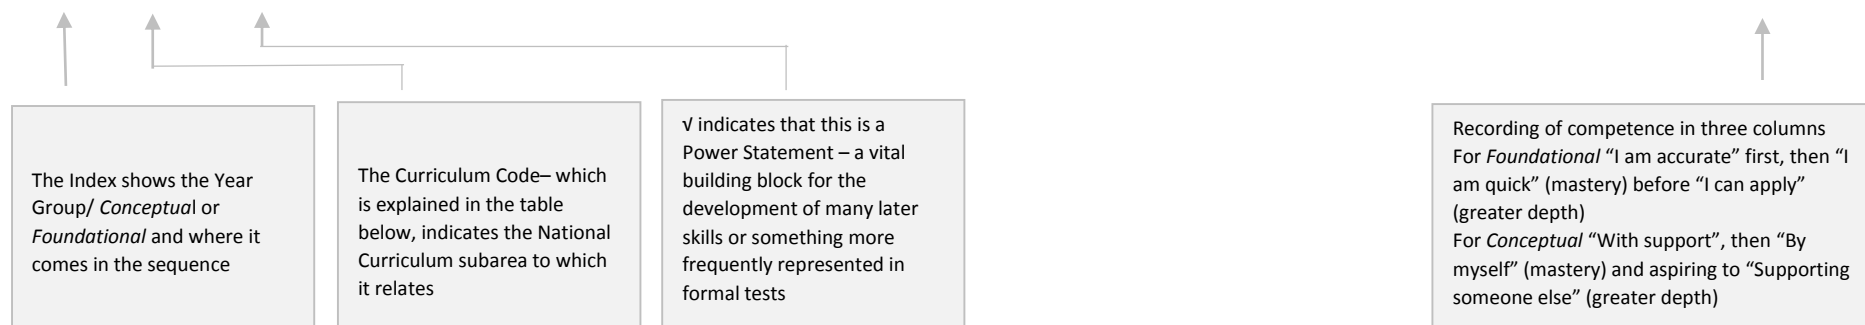 The Index shows the Year
Group/ Conceptual or
Foundational and where it
comes in the sequence
The Curriculum Code– which
is explained in the table
below, indicates the National
Curriculum subarea to which
it relates
√ indicates that this is a
Power Statement – a vital
building block for the
development of many later
skills or something more
frequently represented in
formal tests
Recording of competence in three columns
For Foundational “I am accurate” first, then “I
am quick” (mastery) before “I can apply”
(greater depth)
For Conceptual “With support”, then “By
myself” (mastery) and aspiring to “Supporting
someone else” (greater depth)